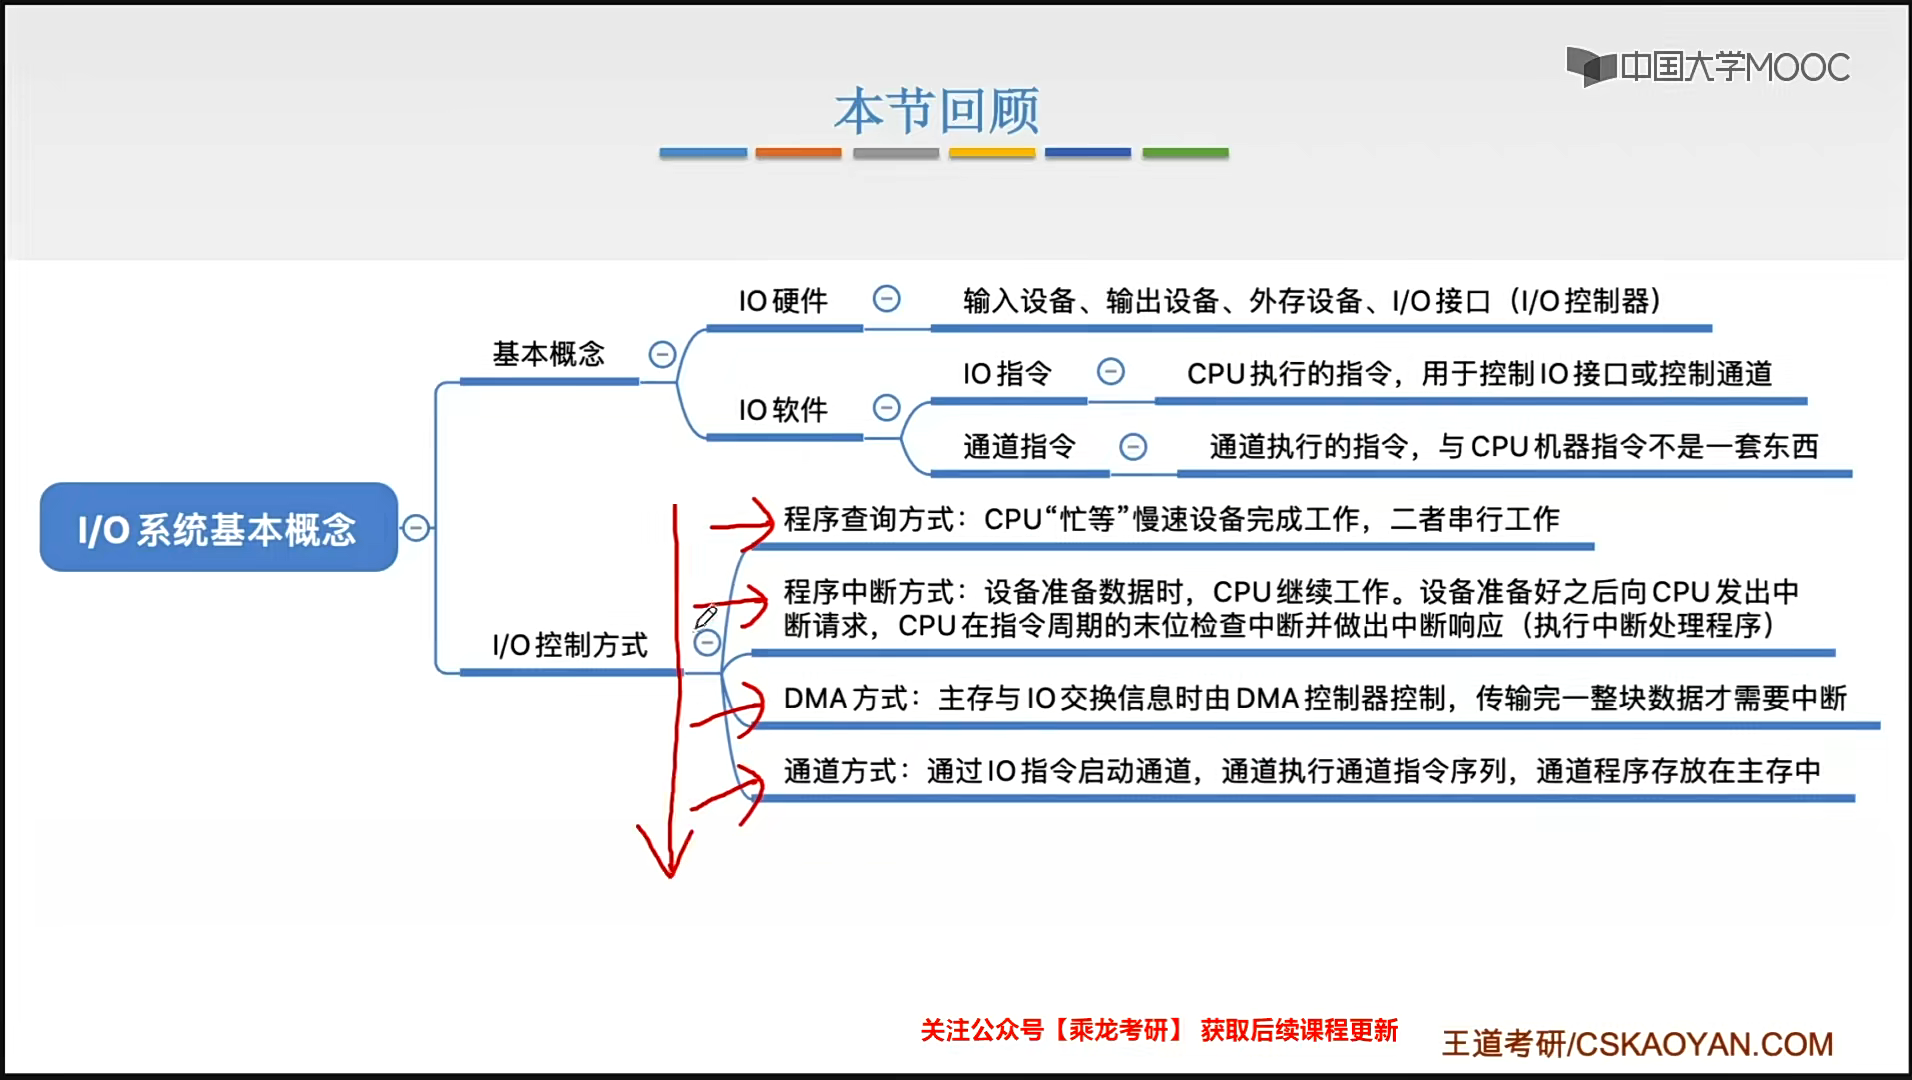 中国大学MOOC
本节回顾
IO硬件
输入设备、输出设备、外存设备、I/O接口（I/O控制器）
基本概念
IO软件
IO指令
CPU执行的指令，用于控制IO接口或控制通道
通道指令
通道执行的指令，与CPU机器指令不是一套东西
I/O系统基本概念
程序查询方式：CPU“忙等”慢速设备完成工作，二者串行工作
程序中断方式：设备准备数据时，CPU继续工作。设备准备好之后向CPU发出中
断请求，CPU在指令周期的末位检查中断并做出中断响应（执行中断处理程序）
I/O控制方式
DMA方式：主存与IO交换信息时由DMA控制器控制，传输完一整块数据才需要中断
通道方式：通过IO指令启动通道，通道执行通道指令序列，通道程序存放在主存中
关注公众号【乘龙考研】 获取后续课程更新
王道考研/CSKAOYAN.COM